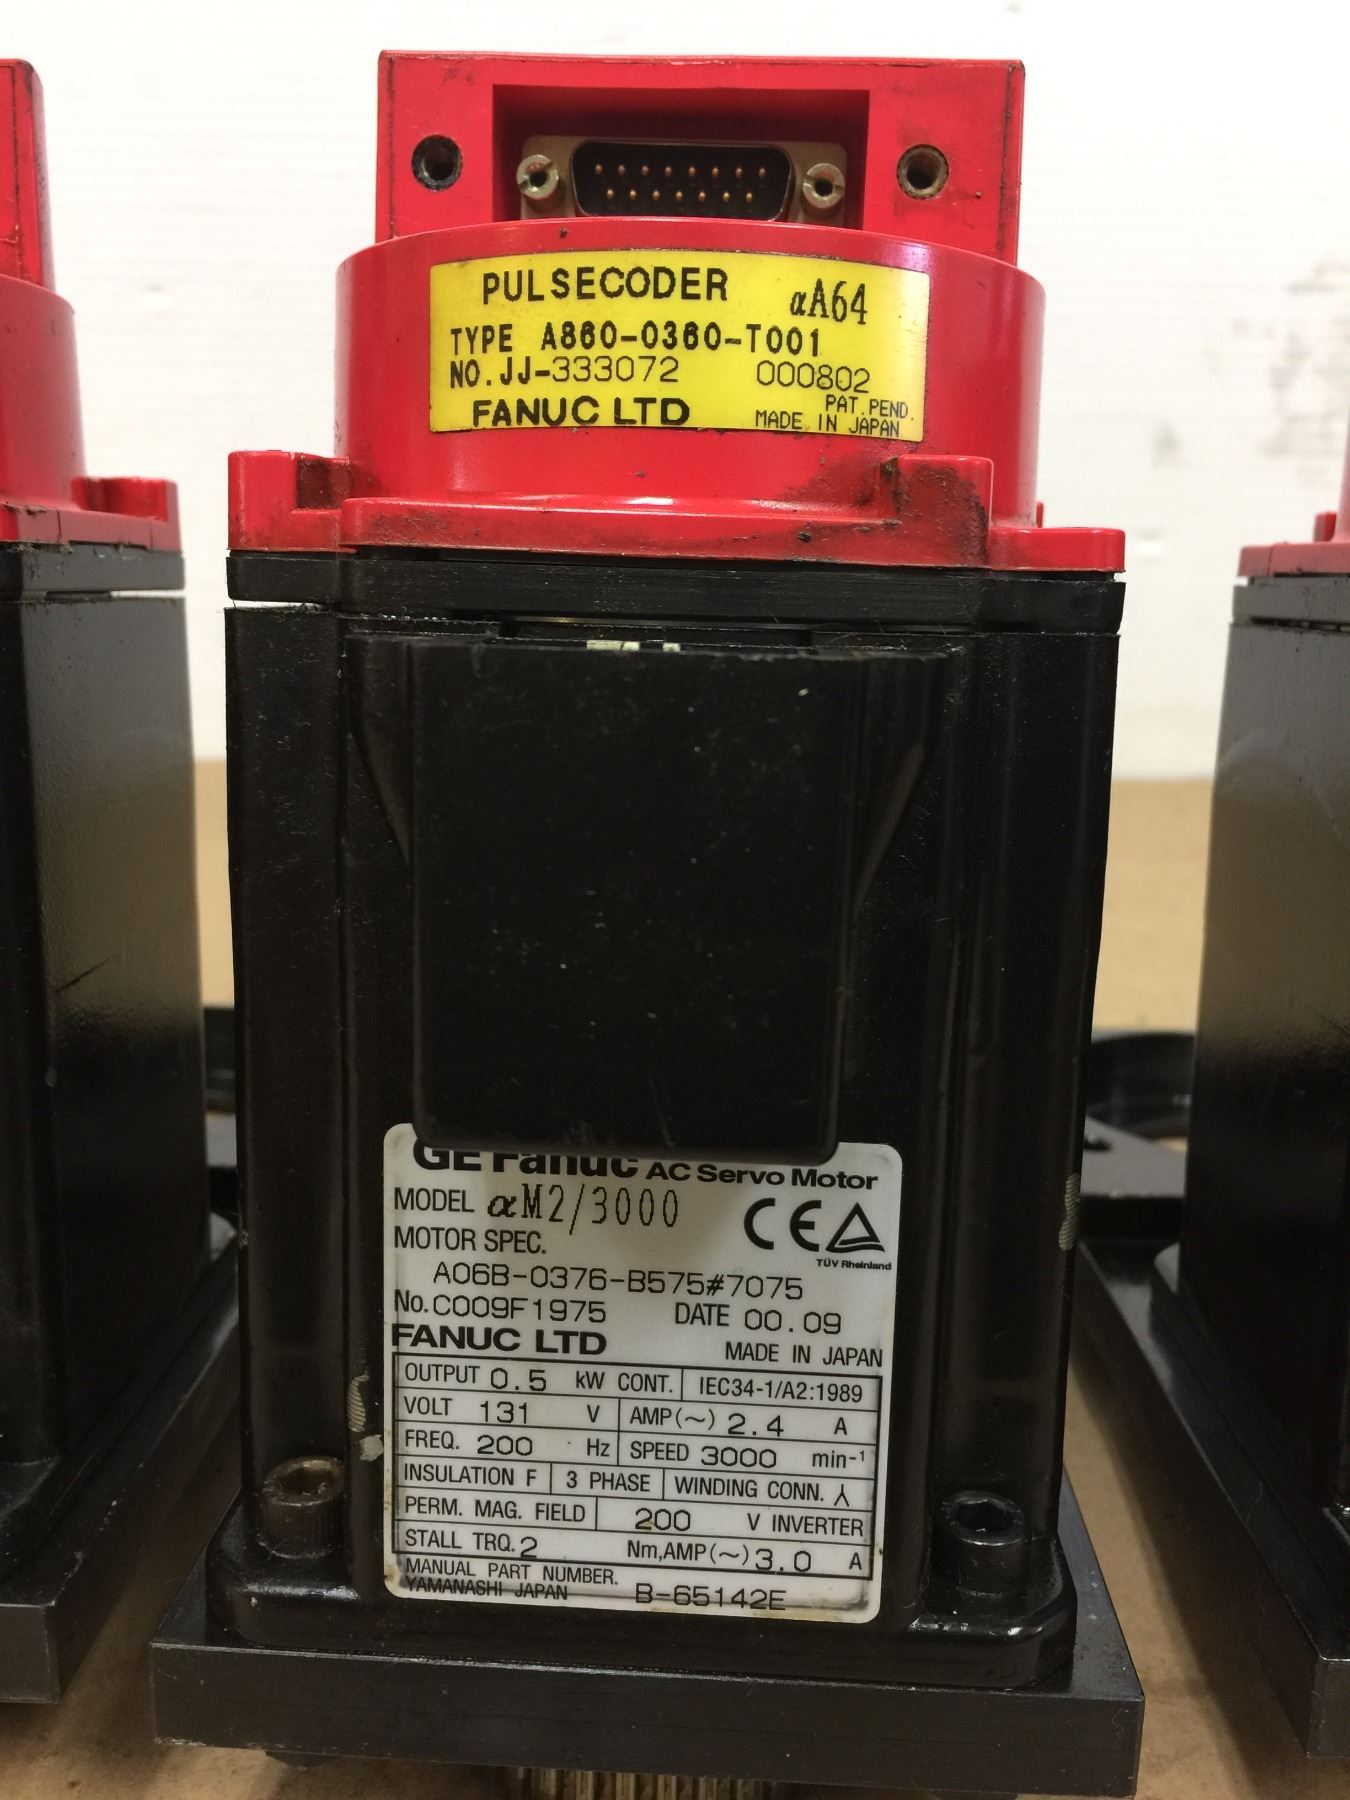 PULSECODER αA64
TYPE A860-0360-T001
NO. JJ-333072 000802
PAT. PEND.
FANUC LTD MADE IN JAPAN
GE Fanuc AC Servo Motor
MODEL αM2/3000 CE
MOTOR SPEC.
TÜV Rheinland
A06B-0376-B575#7075
No. C009F1975 DATE 00.09
FANUC LTD MADE IN JAPAN
OUTPUT 0.5 kW CONT. IEC34-1/A2:1989
VOLT 131 V AMP(~) 2.4 A
FREQ. 200 Hz SPEED 3000 min-¹
INSULATION F 3 PHASE WINDING CONN. ⅄
PERM. MAG. FIELD 200 V INVERTER
STALL TRQ. 2 Nm, AMP(~) 3.0 A
MANUAL PART NUMBER. B-65142E
YAMANASHI JAPAN